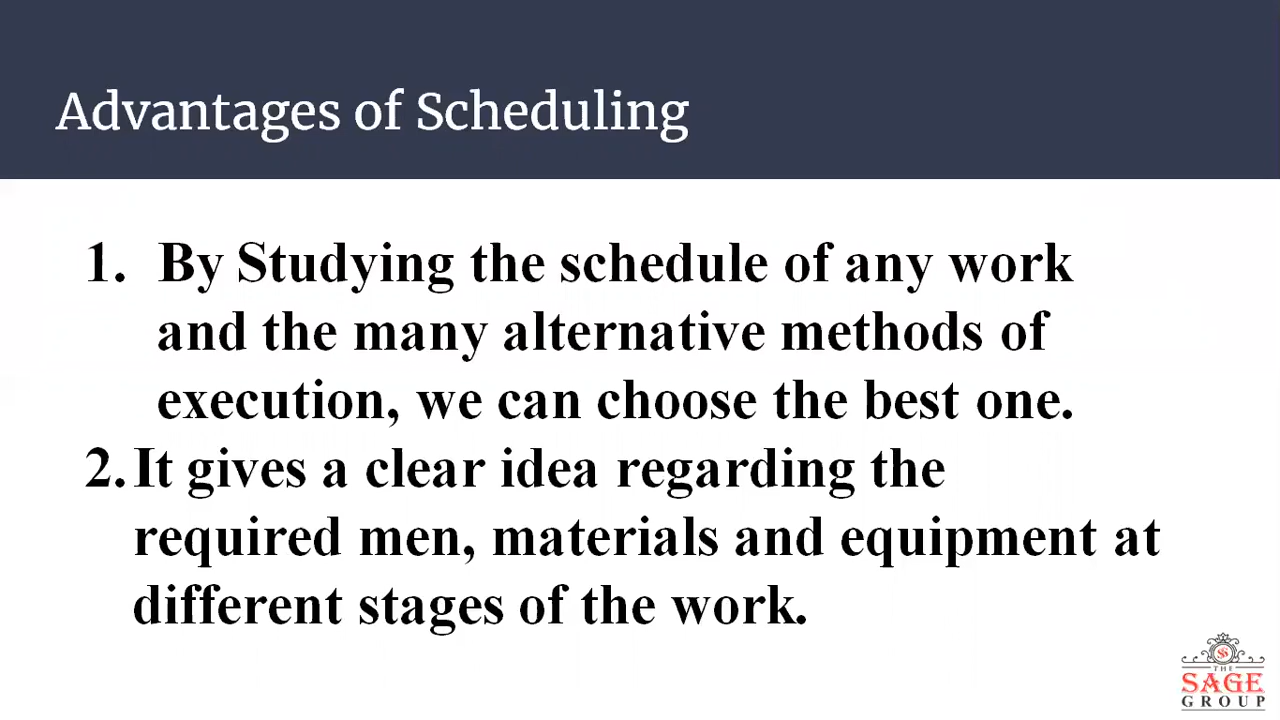 Advantages of Scheduling
1. By Studying the schedule of any work
and the many alternative methods of
execution, we can choose the best one.
2. It gives a clear idea regarding the
required men, materials and equipment at
different stages of the work.
THE
SAGE
GROUP